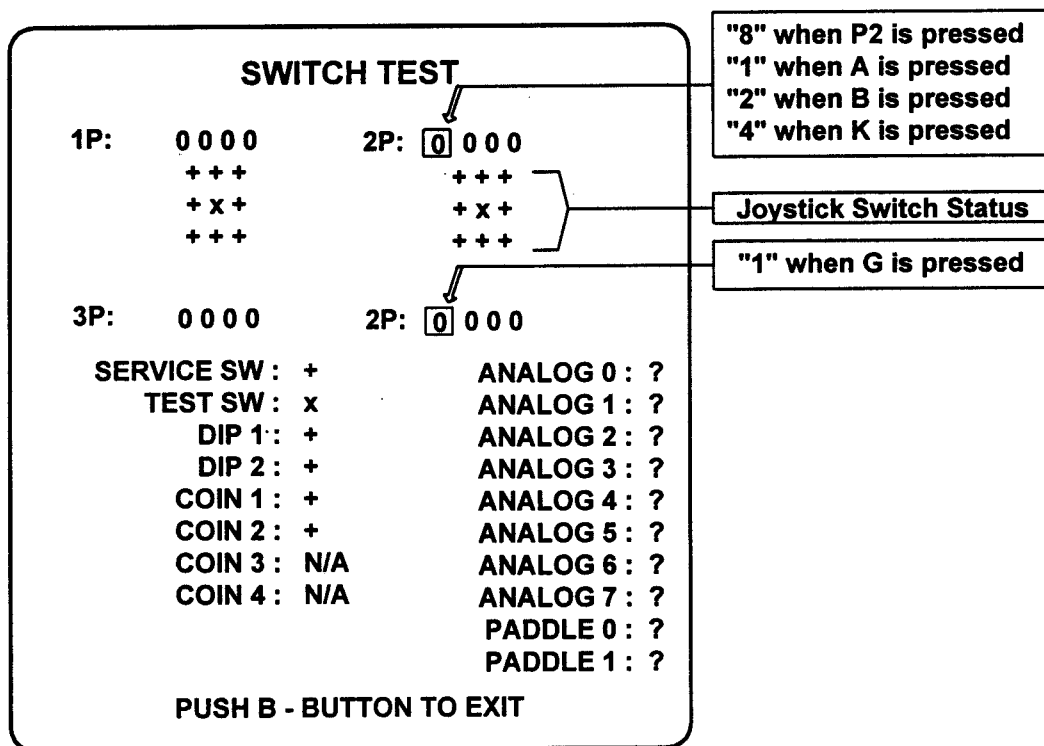 SWITCH TEST
1P: 0 0 0 0 2P: 0 0 0 0
+ + + + + +
+ x + + x +
+ + + + + +
3P: 0 0 0 0 2P: 0 0 0 0
SERVICE SW : + ANALOG 0 : ?
TEST SW : x ANALOG 1 : ?
DIP 1 : + ANALOG 2 : ?
DIP 2 : + ANALOG 3 : ?
COIN 1 : + ANALOG 4 : ?
COIN 2 : + ANALOG 5 : ?
COIN 3 : N/A ANALOG 6 : ?
COIN 4 : N/A ANALOG 7 : ?
PADDLE 0 : ?
PADDLE 1 : ?
PUSH B - BUTTON TO EXIT
"8" when P2 is pressed
"1" when A is pressed
"2" when B is pressed
"4" when K is pressed
Joystick Switch Status
"1" when G is pressed